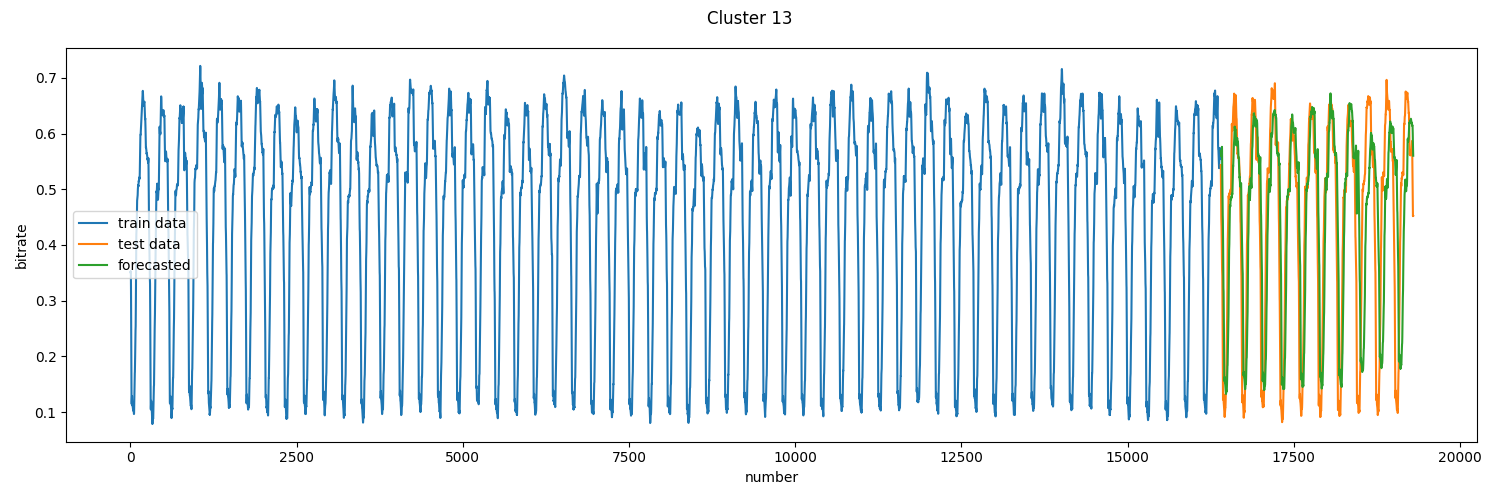 Cluster 13
0.7
0.6
0.5
0.4
0.3
0.2
0.1
bitrate
train data
test data
forecasted
0 2500 5000 7500 10000 12500 15000 17500 20000
number